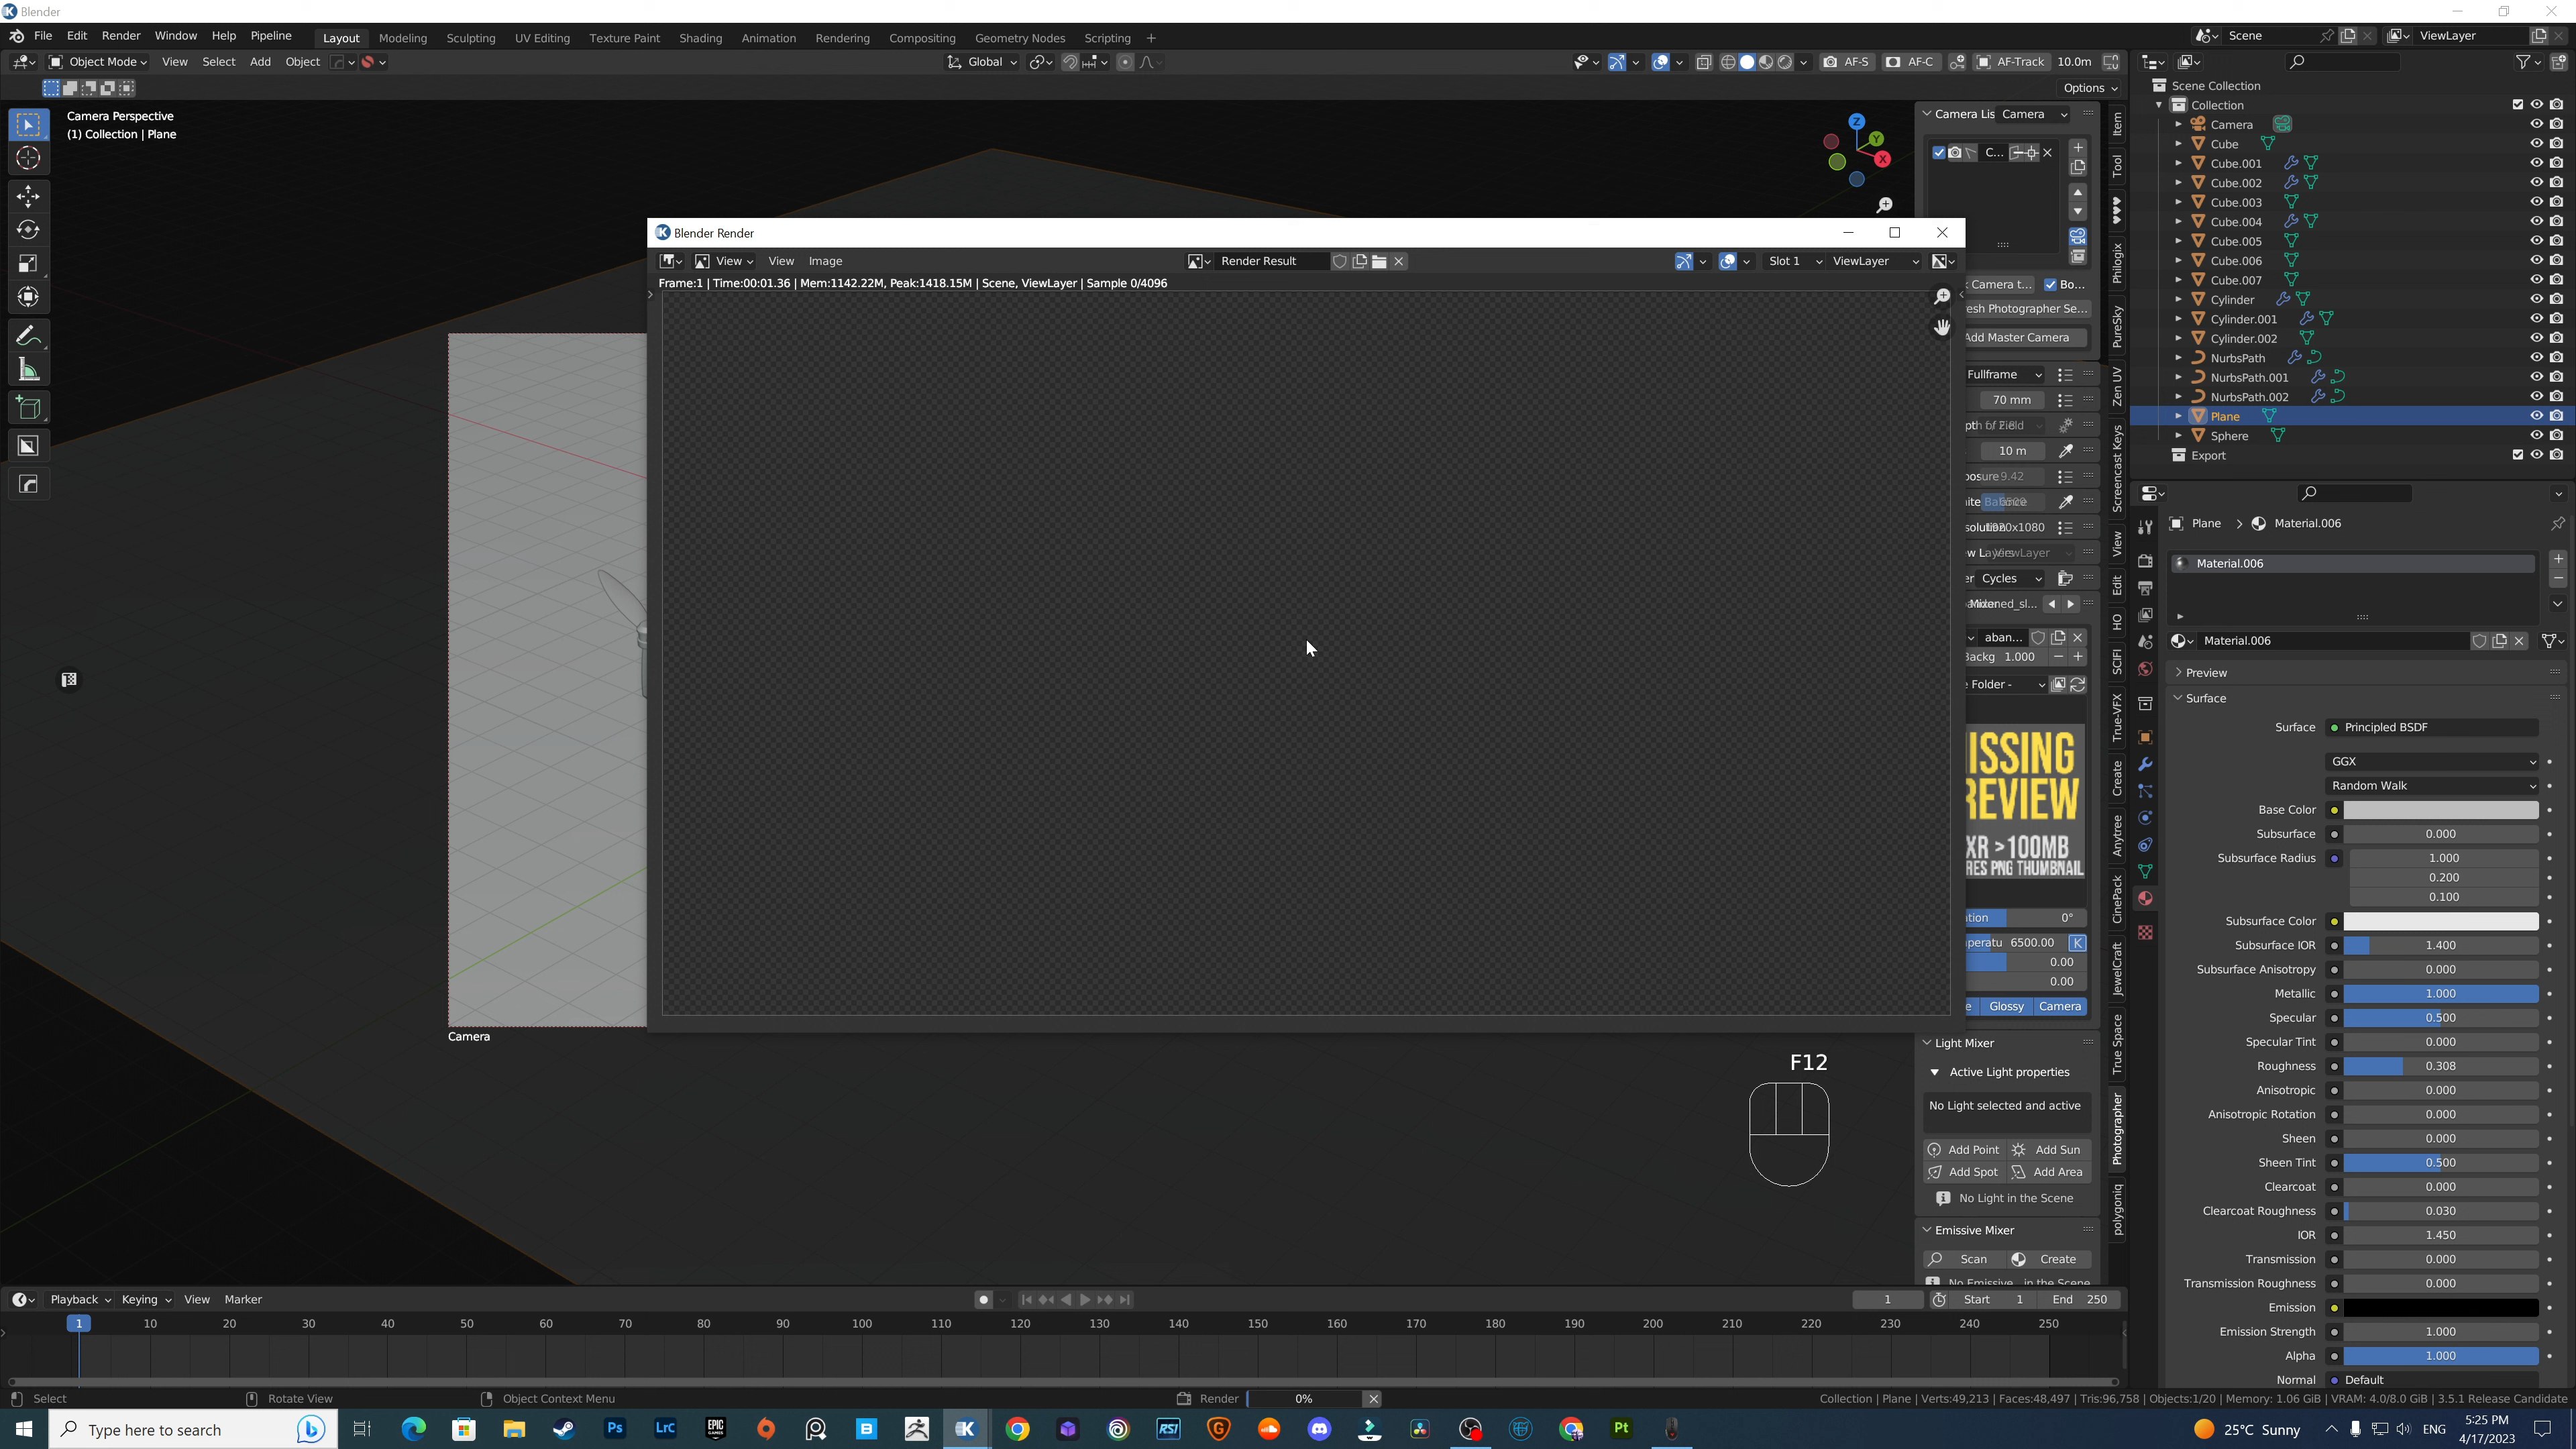 Blender
File Edit Render Window Help Pipeline Layout Modeling Sculpting UV Editing Texture Paint Shading Animation Rendering Compositing Geometry Nodes Scripting + Scene ViewLayer
Object Mode View Select Add Object Global AF-S AF-C AF-Track 10.0m
Options
Camera Perspective
(1) Collection | Plane
Z
Y
X
Camera Lis Camera
C...
Camera t... Bo...
esh Photographer Se...
Add Master Camera
Fullframe
70 mm
10 m
9.42
1920x1080
ViewLayer
Cycles
aban...
Backg 1.000
e Folder -
ISSING
REVIEW
XR >100MB
RES PNG THUMBNAIL
ation 0°
peratu 6500.00 K
0.00
0.00
e Glossy Camera
Light Mixer
Active Light properties
No Light selected and active
Add Point Add Sun
Add Spot Add Area
No Light in the Scene
Emissive Mixer
Scan Create
No Emissive in the Scene
Item
Tool
Philogix
PureSky
Zen UV
Screencast Keys
View
Edit
HO
SCIFI
True-VFX
Create
Anytree
CinePack
JewelCraft
True Space
Photographer
polygoniq
Blender Render
View View Image Render Result Slot 1 ViewLayer
Frame:1 | Time:00:01.36 | Mem:1142.22M, Peak:1418.15M | Scene, ViewLayer | Sample 0/4096
Camera
F12
Scene Collection
Collection
Camera
Cube
Cube.001
Cube.002
Cube.003
Cube.004
Cube.005
Cube.006
Cube.007
Cylinder
Cylinder.001
Cylinder.002
NurbsPath
NurbsPath.001
NurbsPath.002
Plane
Sphere
Export
Plane > Material.006
Material.006
Material.006
Preview
Surface
Surface Principled BSDF
GGX
Random Walk
Base Color
Subsurface 0.000
Subsurface Radius 1.000
0.200
0.100
Subsurface Color
Subsurface IOR 1.400
Subsurface Anisotropy 0.000
Metallic 1.000
Specular 0.500
Specular Tint 0.000
Roughness 0.308
Anisotropic 0.000
Anisotropic Rotation 0.000
Sheen 0.000
Sheen Tint 0.500
Clearcoat 0.000
Clearcoat Roughness 0.030
IOR 1.450
Transmission 0.000
Transmission Roughness 0.000
Emission
Emission Strength 1.000
Alpha 1.000
Normal Default
Playback Keying View Marker 1 Start 1 End 250
1 10 20 30 40 50 60 70 80 90 100 110 120 130 140 150 160 170 180 190 200 210 220 230 240 250
Select Rotate View Object Context Menu Render 0% Collection | Plane | Verts:49,213 | Faces:48,497 | Tris:96,758 | Objects:1/20 | Memory: 1.06 GiB | VRAM: 4.0/8.0 GiB | 3.5.1 Release Candidate
Type here to search Ps Lrc EPIC GAMES B RSI G Pt 25°C Sunny ENG 5:25 PM
4/17/2023